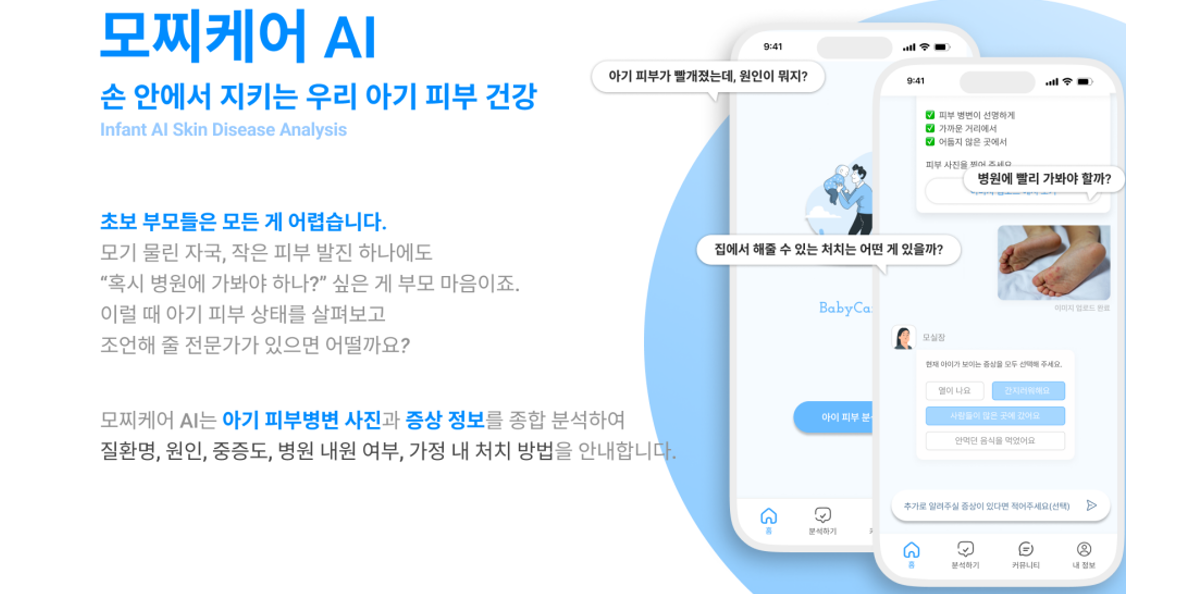 모찌케어 AI
손 안에서 지키는 우리 아기 피부 건강
Infant AI Skin Disease Analysis
초보 부모들은 모든 게 어렵습니다.
모기 물린 자국, 작은 피부 발진 하나에도
“혹시 병원에 가봐야 하나?” 싶은 게 부모 마음이죠.
이럴 때 아기 피부 상태를 살펴보고
조언해 줄 전문가가 있으면 어떨까요?
모찌케어 AI는 아기 피부병변 사진과 증상 정보를 종합 분석하여
질환명, 원인, 중증도, 병원 내원 여부, 가정 내 처치 방법을 안내합니다.
9:41
아기 피부가 빨개졌는데, 원인이 뭐지?
집에서 해줄 수 있는 처치는 어떤 게 있을까?
BabyCa
아이 피부 분
홈
분석하기
9:41
피부 병변이 선명하게
가까운 거리에서
어둡지 않은 곳에서
피부 사진을 찍어 주세요
병원에 빨리 가봐야 할까?
이미지 업로드 완료
모실장
현재 아이가 보이는 증상을 모두 선택해 주세요.
열이 나요
간지러워해요
사람들이 많은 곳에 갔어요
안먹던 음식을 먹었어요
추가로 알려주실 증상이 있다면 적어주세요(선택)
홈
분석하기
커뮤니티
내 정보